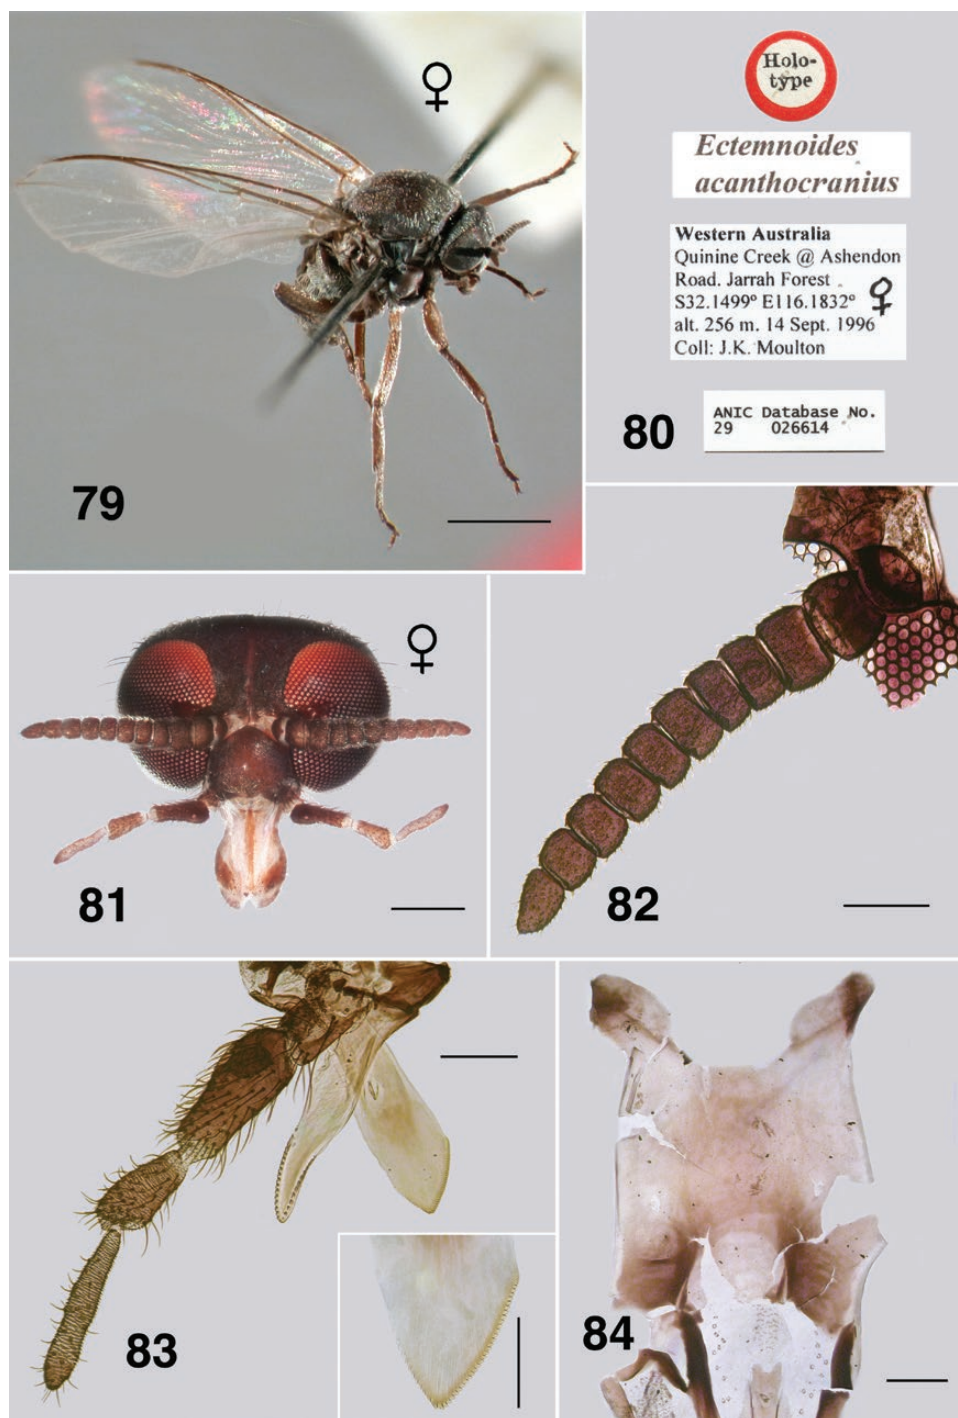 ♀
79
Holo-
type
Ectemnoides
acanthocranius
Western Australia
Quinine Creek @ Ashendon
Road. Jarrah Forest
S32.1499° E116.1832° ♀
alt. 256 m. 14 Sept. 1996
Coll: J.K. Moulton
80
ANIC Database No.
29 026614
♀
81
82
83
84